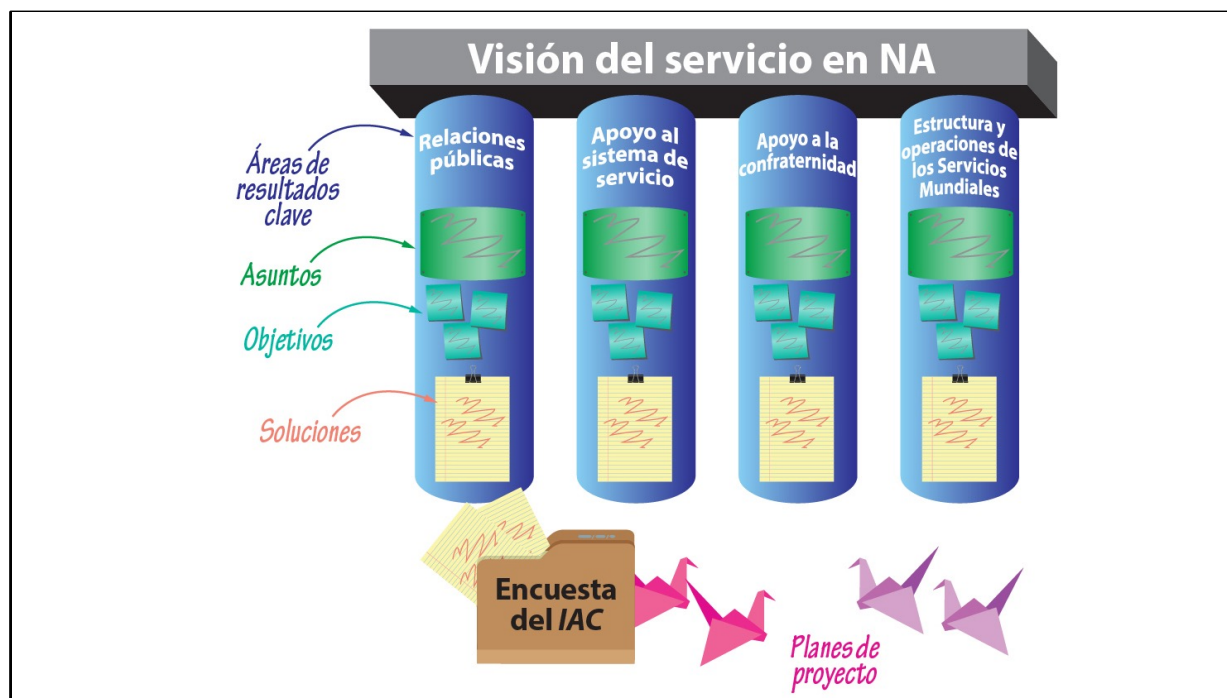 Visión del servicio en NA
Relaciones
públicas
Apoyo al
sistema de
servicio
Apoyo a la
confraternidad
Estructura y
operaciones de
los Servicios
Mundiales
Áreas de
resultados
clave
Asuntos
Objetivos
Soluciones
Encuesta
del IAC
Planes de
proyecto